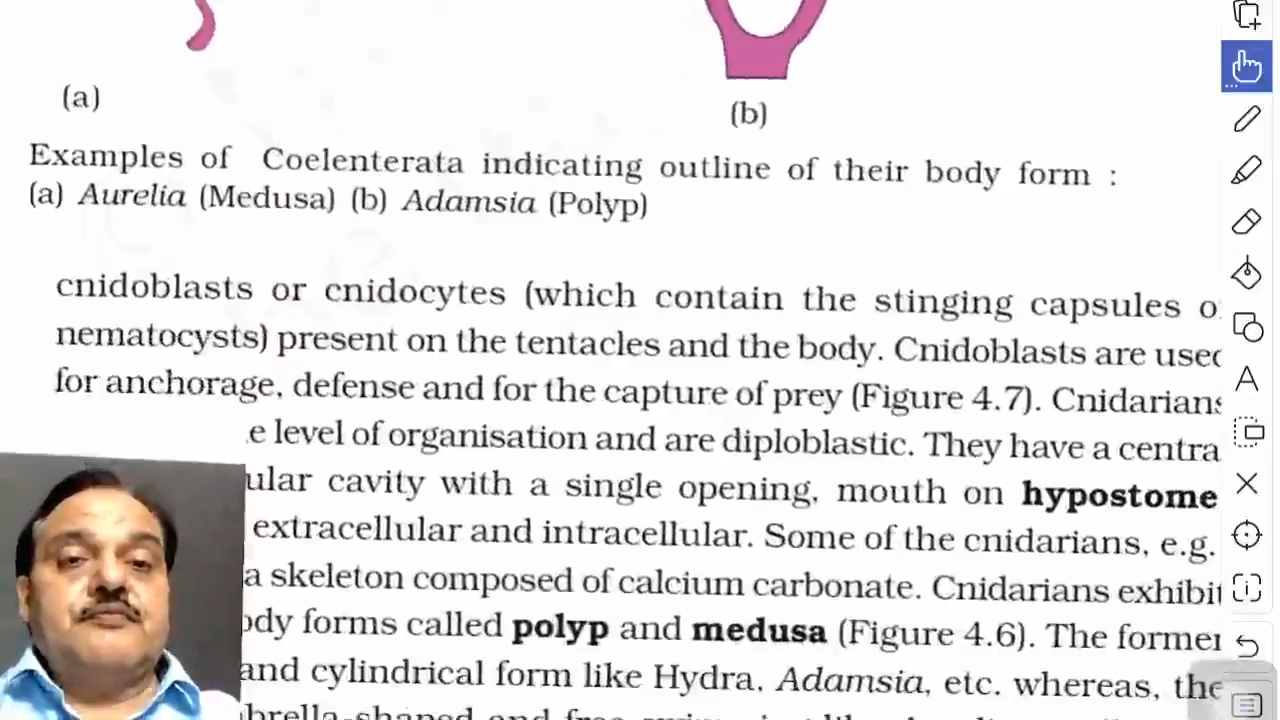 (a)
(b)
Examples of Coelenterata indicating outline of their body form :
(a) Aurelia (Medusa) (b) Adamsia (Polyp)
cnidoblasts or cnidocytes (which contain the stinging capsules o
nematocysts) present on the tentacles and the body. Cnidoblasts are used
for anchorage, defense and for the capture of prey (Figure 4.7). Cnidarians
e level of organisation and are diploblastic. They have a centra
ular cavity with a single opening, mouth on hypostome
extracellular and intracellular. Some of the cnidarians, e.g.
a skeleton composed of calcium carbonate. Cnidarians exhibit
ody forms called polyp and medusa (Figure 4.6). The former
and cylindrical form like Hydra, Adamsia, etc. whereas, the